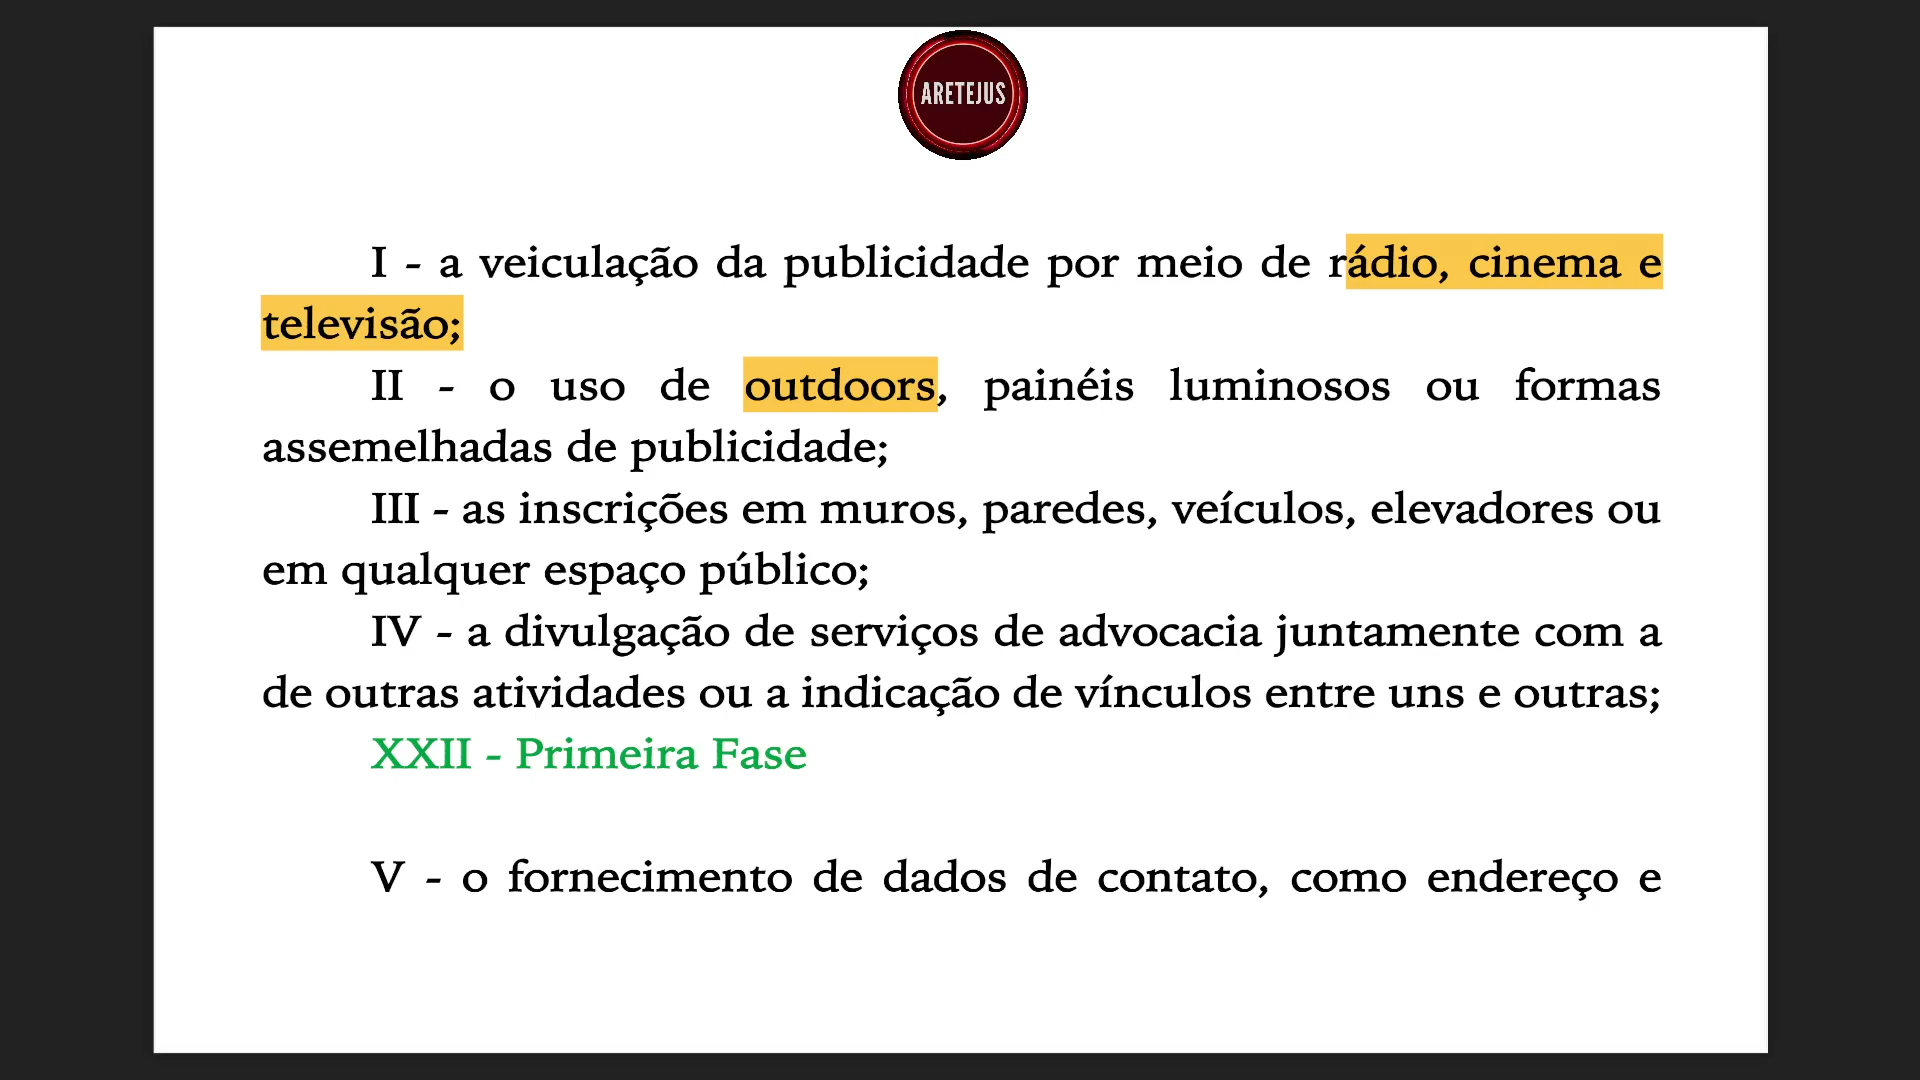 ARETEJUS
I - a veiculação da publicidade por meio de rádio, cinema e
televisão;
II - o uso de outdoors, painéis luminosos ou formas
assemelhadas de publicidade;
III - as inscrições em muros, paredes, veículos, elevadores ou
em qualquer espaço público;
IV - a divulgação de serviços de advocacia juntamente com a
de outras atividades ou a indicação de vínculos entre uns e outras;
XXII - Primeira Fase
V - o fornecimento de dados de contato, como endereço e